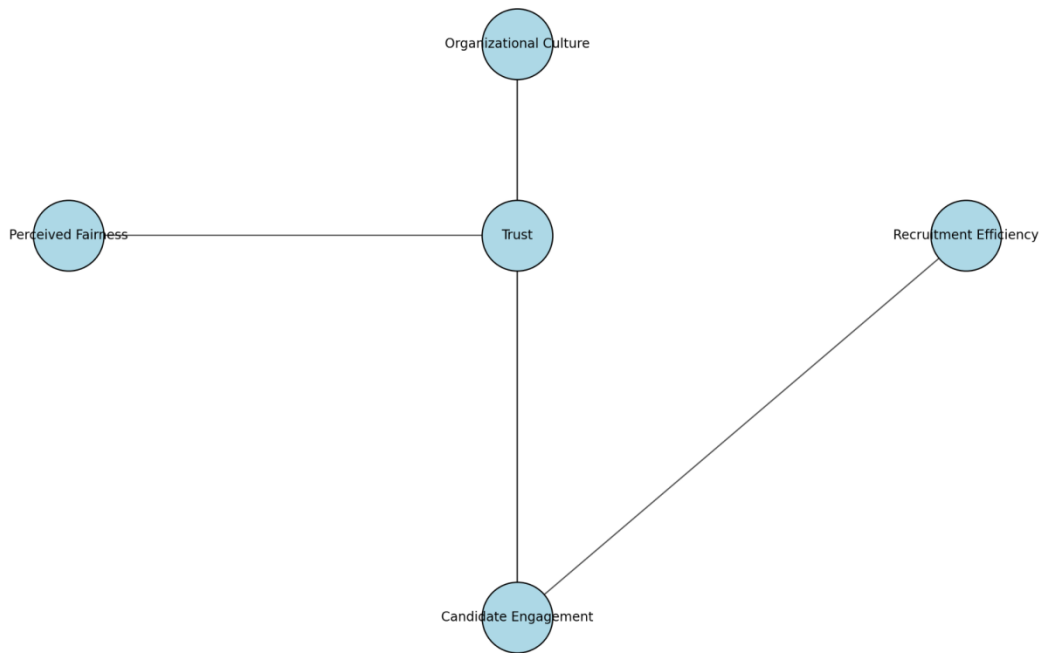 Organizational Culture
Perceived Fairness
Trust
Recruitment Efficiency
Candidate Engagement